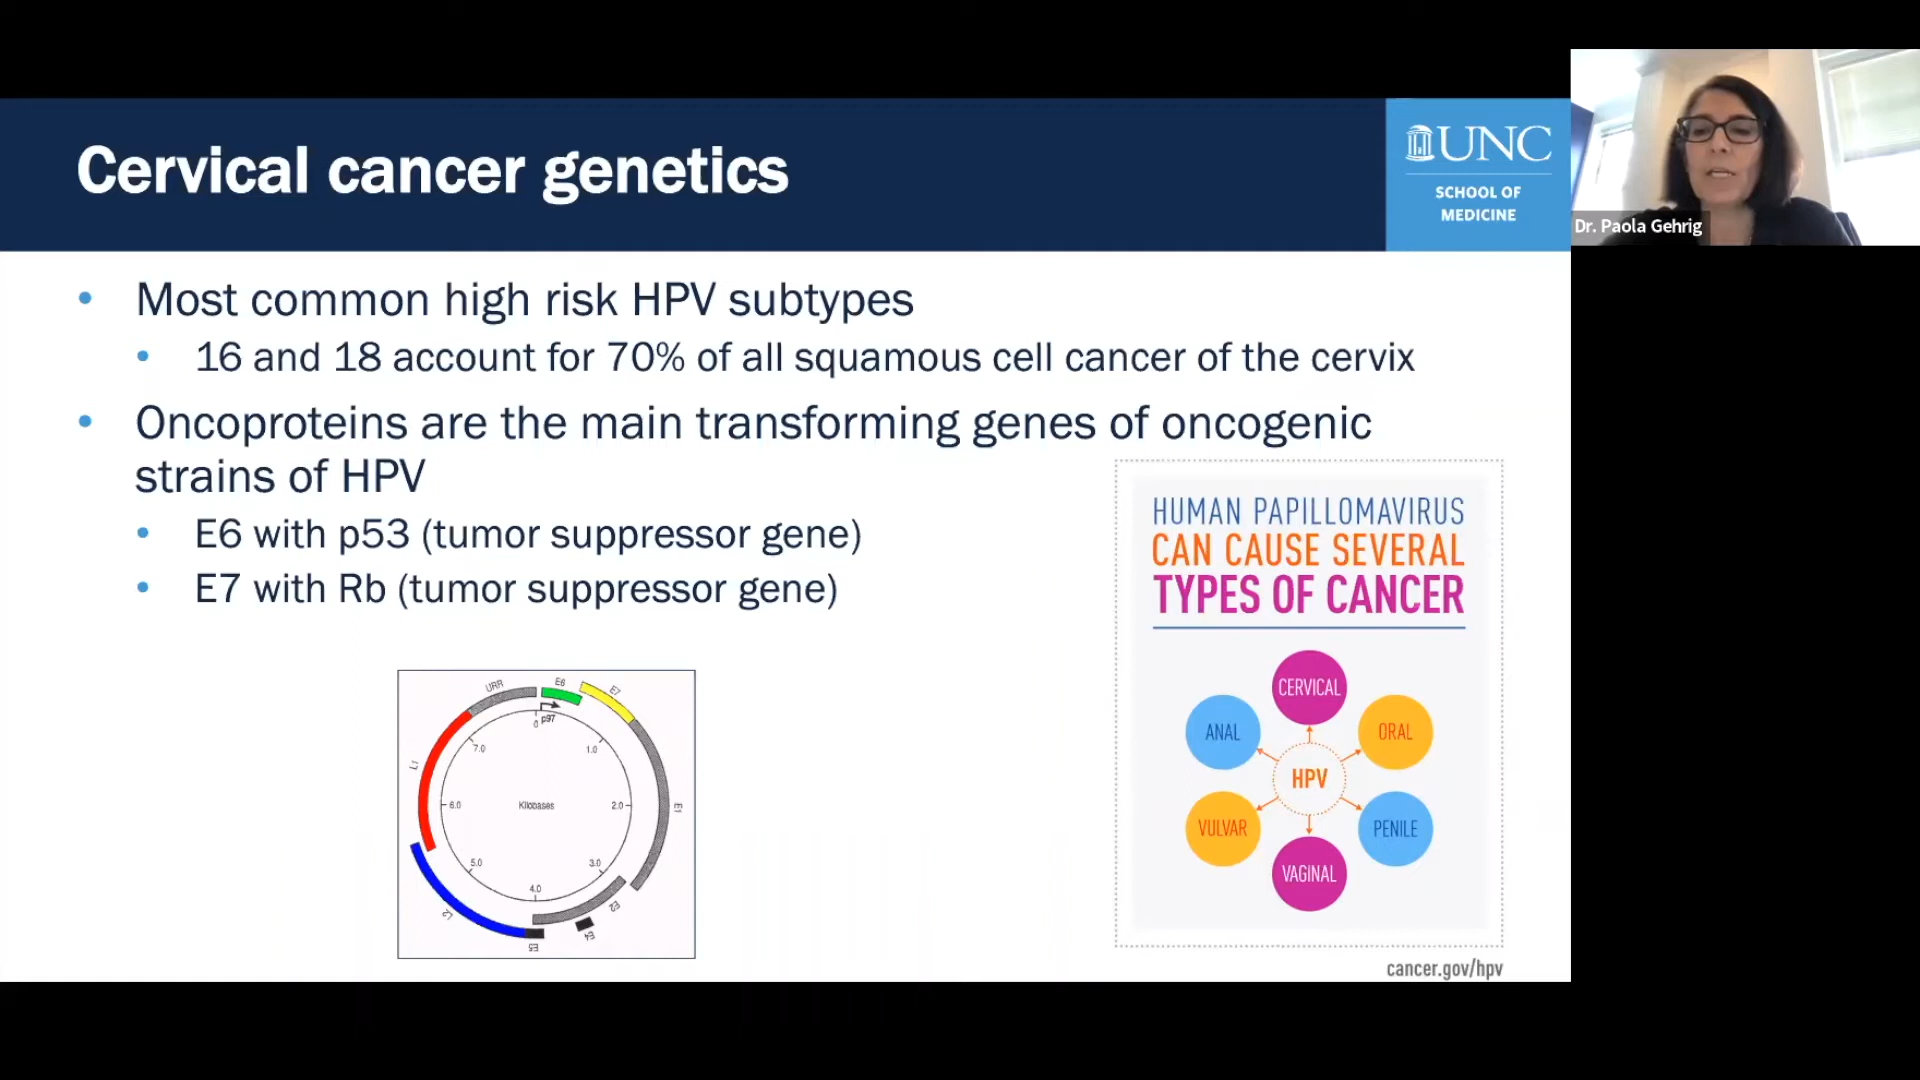 Cervical cancer genetics
UNC
SCHOOL OF
MEDICINE
Dr. Paola Gehrig
• Most common high risk HPV subtypes
• 16 and 18 account for 70% of all squamous cell cancer of the cervix
• Oncoproteins are the main transforming genes of oncogenic
strains of HPV
• E6 with p53 (tumor suppressor gene)
• E7 with Rb (tumor suppressor gene)
URR
E6
E7
0
p97
7.0
1.0
L1
6.0
Kilobases
2.0
E1
5.0
3.0
4.0
L2
E2
E4
E5
HUMAN PAPILLOMAVIRUS
CAN CAUSE SEVERAL
TYPES OF CANCER
CERVICAL
ANAL
ORAL
HPV
VULVAR
PENILE
VAGINAL
cancer.gov/hpv